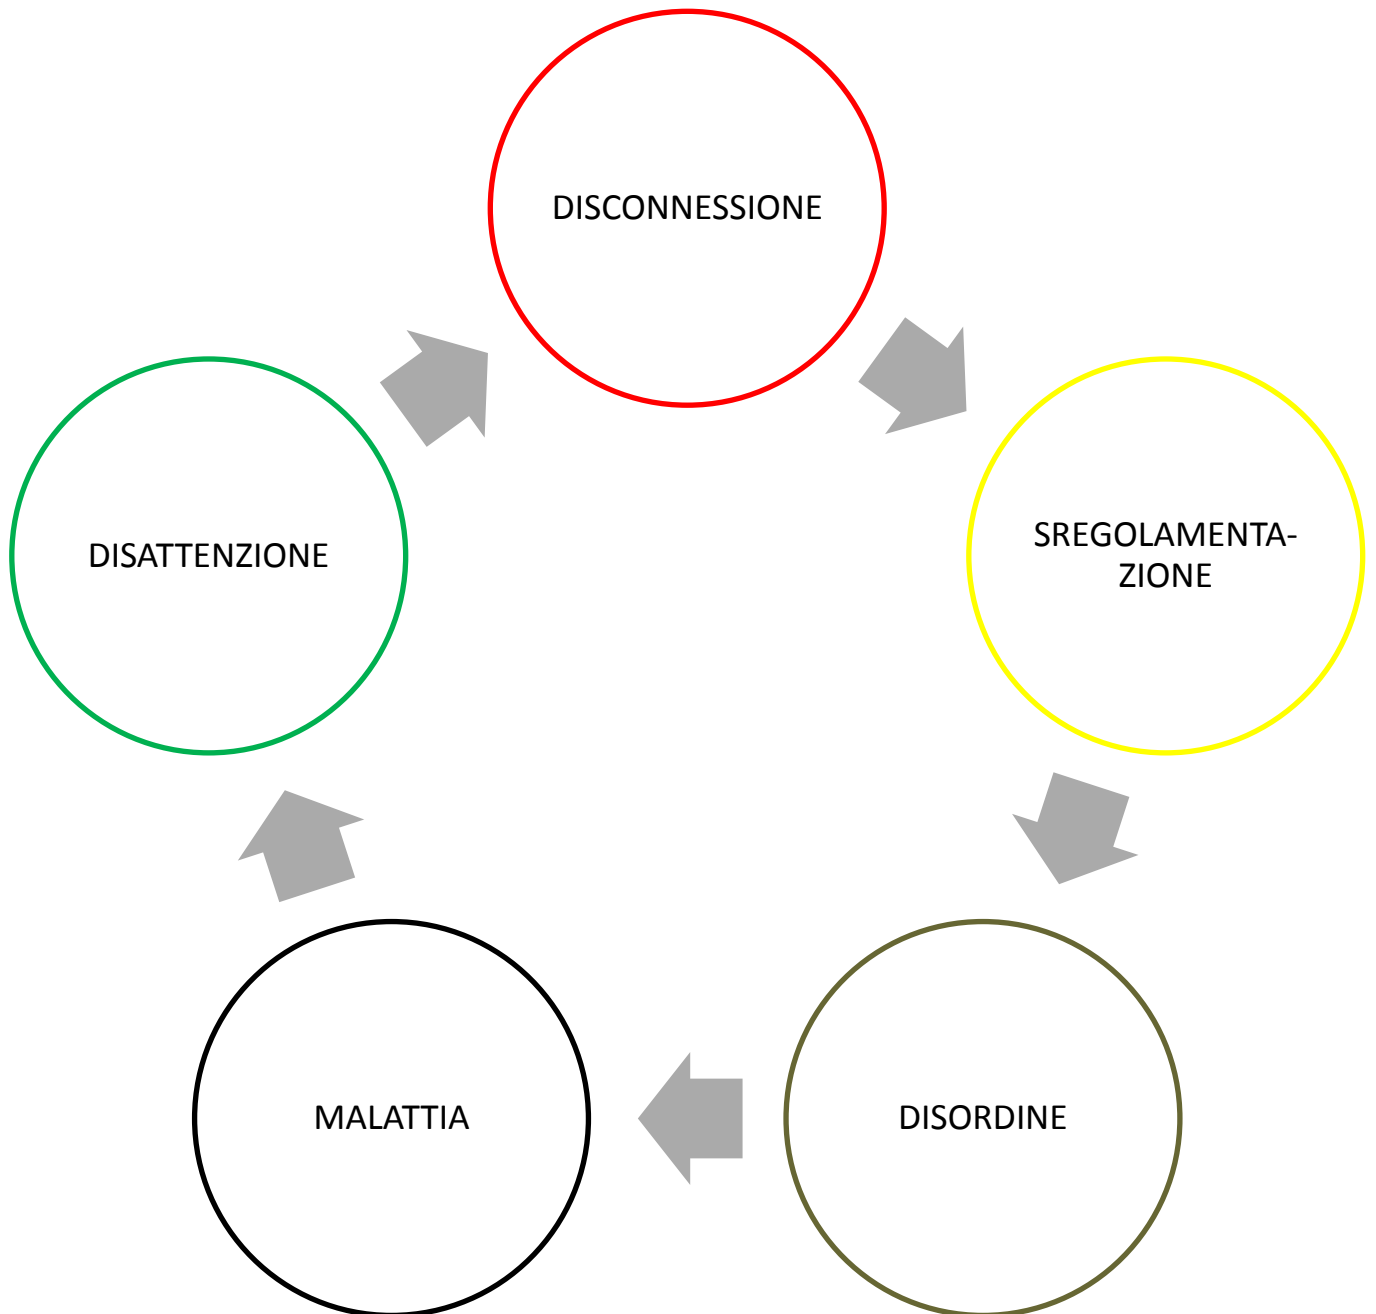 DISCONNESSIONE
SREGOLAMENTA-
ZIONE
DISORDINE
MALATTIA
DISATTENZIONE